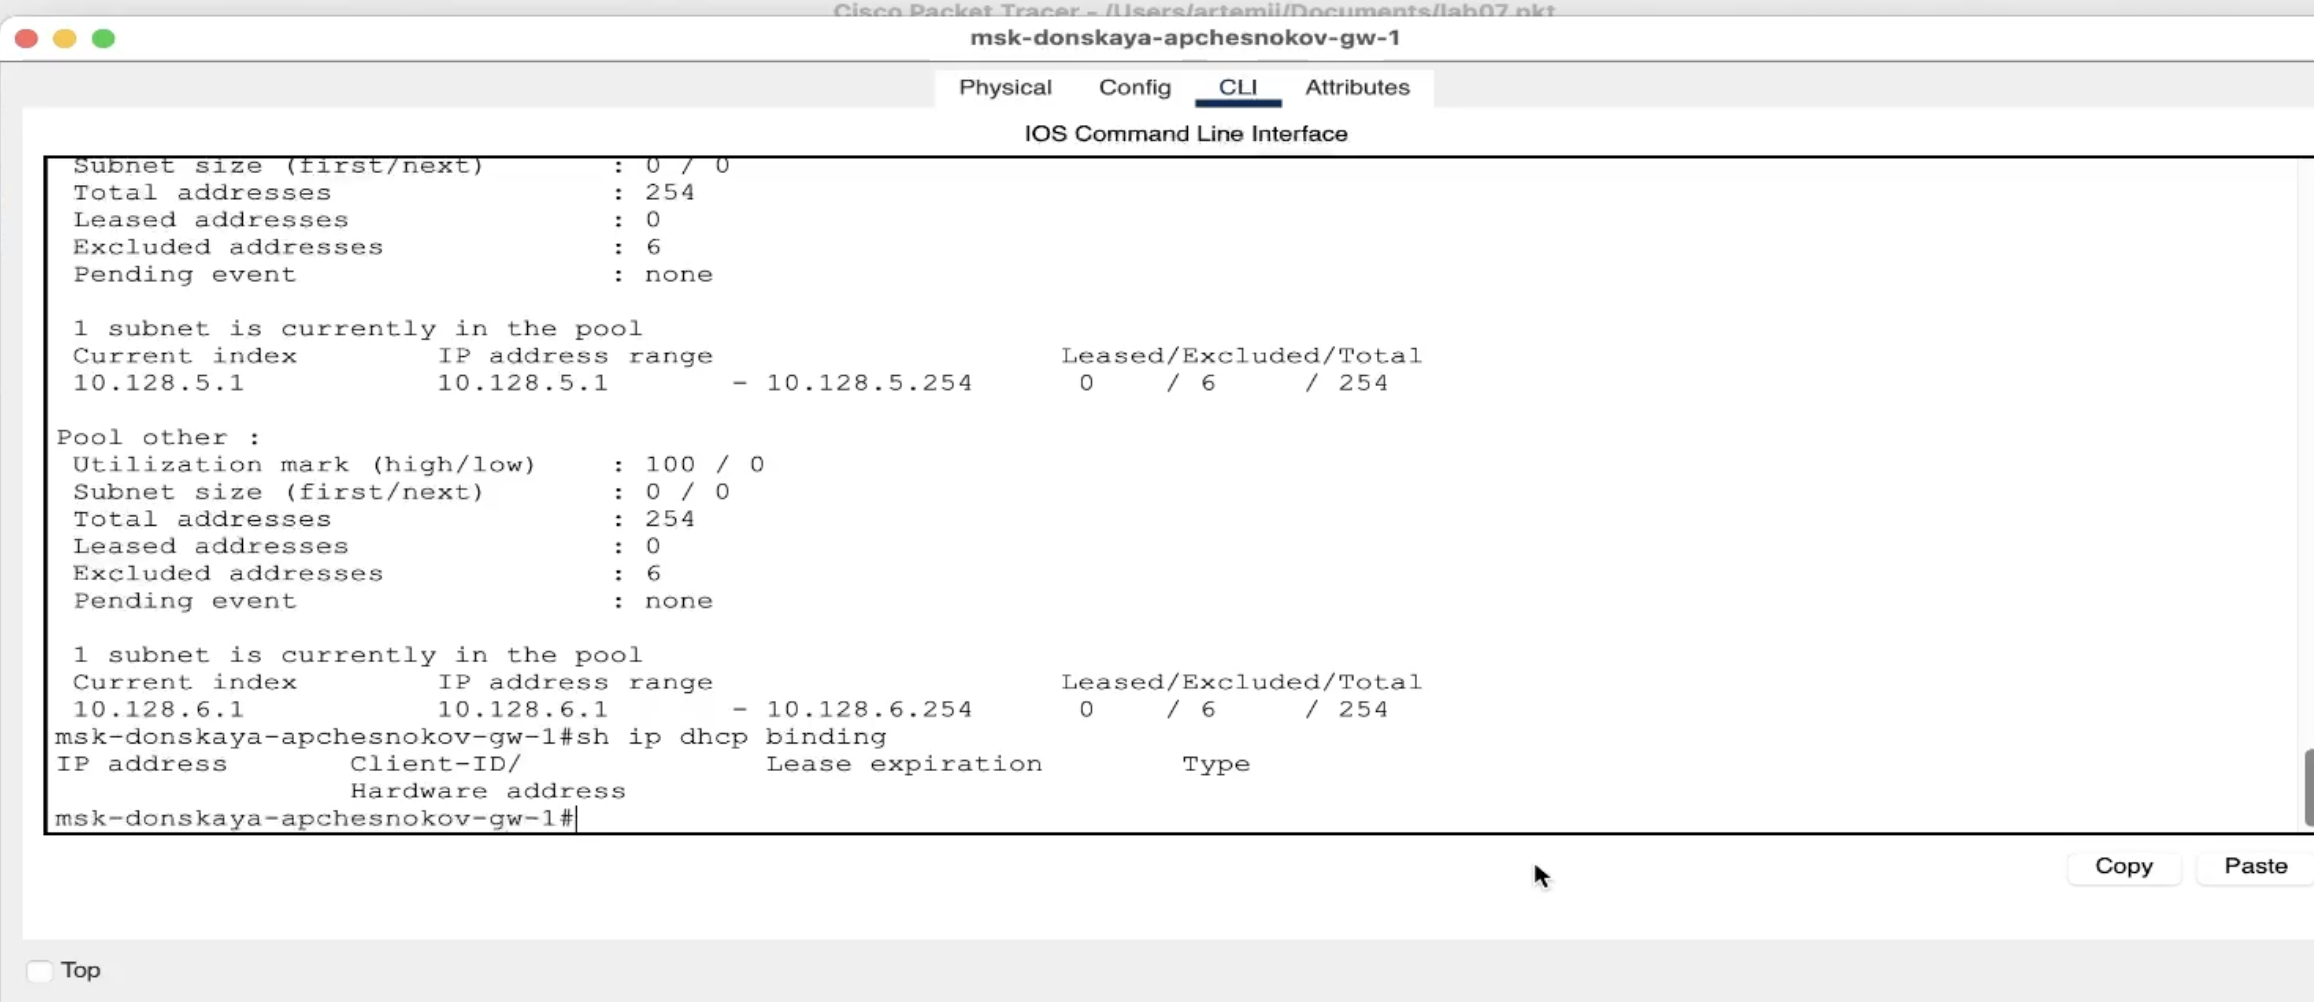 Cisco Packet Tracer - /Users/artemij/Documents/lab07.pkt
msk-donskaya-apchesnokov-gw-1
Physical Config CLI Attributes
IOS Command Line Interface
Subnet size (first/next) : 0 / 0
Total addresses : 254
Leased addresses : 0
Excluded addresses : 6
Pending event : none
1 subnet is currently in the pool
Current index IP address range Leased/Excluded/Total
10.128.5.1 10.128.5.1 - 10.128.5.254 0 / 6 / 254
Pool other :
Utilization mark (high/low) : 100 / 0
Subnet size (first/next) : 0 / 0
Total addresses : 254
Leased addresses : 0
Excluded addresses : 6
Pending event : none
1 subnet is currently in the pool
Current index IP address range Leased/Excluded/Total
10.128.6.1 10.128.6.1 - 10.128.6.254 0 / 6 / 254
msk-donskaya-apchesnokov-gw-1#sh ip dhcp binding
IP address Client-ID/ Lease expiration Type
Hardware address
msk-donskaya-apchesnokov-gw-1#
Copy Paste
Top